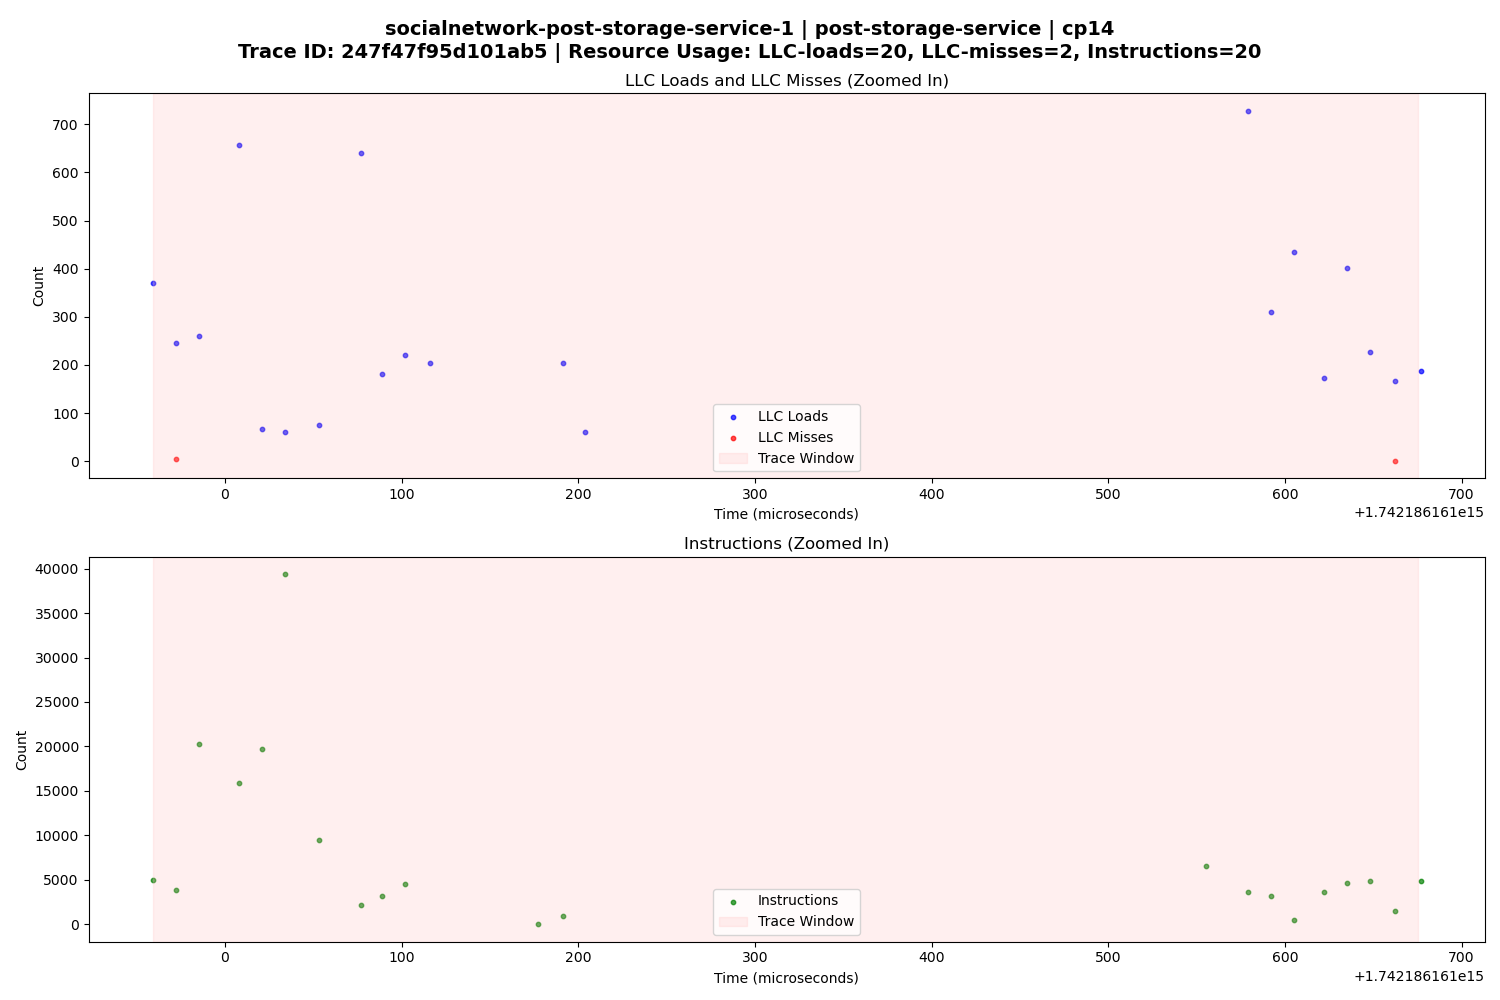 socialnetwork-post-storage-service-1 | post-storage-service | cp14
Trace ID: 247f47f95d101ab5 | Resource Usage: LLC-loads=20, LLC-misses=2, Instructions=20
LLC Loads and LLC Misses (Zoomed In)
Count
700
600
500
400
300
200
100
0
LLC Loads
LLC Misses
Trace Window
0 100 200 300 400 500 600 700
Time (microseconds)
+1.742186161e15
Instructions (Zoomed In)
Count
40000
35000
30000
25000
20000
15000
10000
5000
0
Instructions
Trace Window
0 100 200 300 400 500 600 700
Time (microseconds)
+1.742186161e15